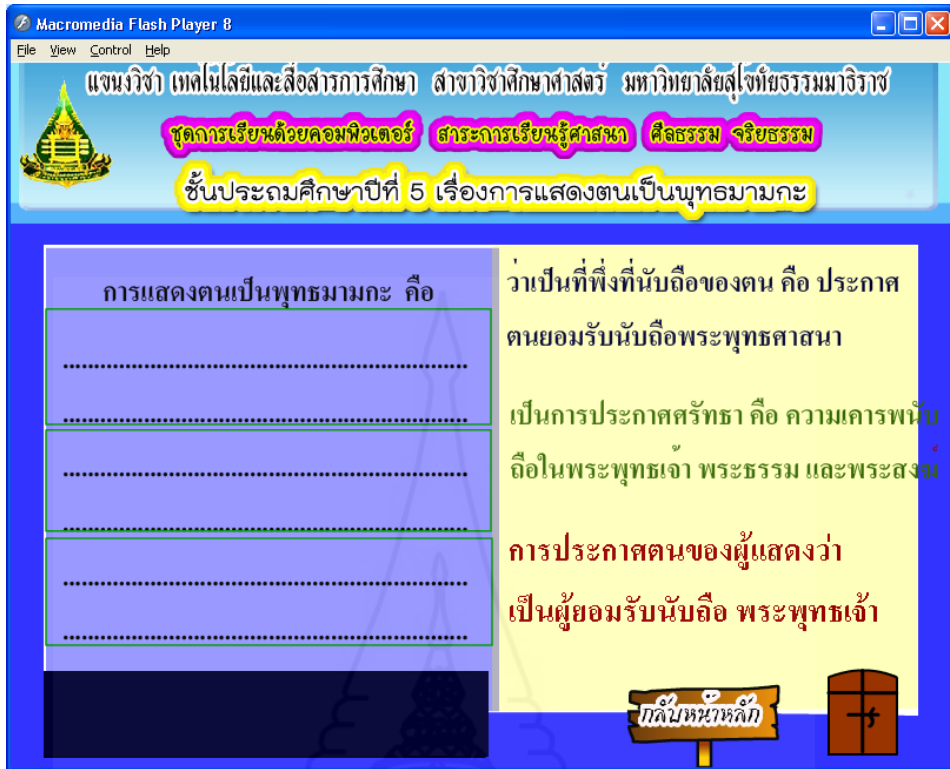 Macromedia Flash Player 8
File View Control Help
แขนงวิชา เทคโนโลยีและสื่อสารการศึกษา สาขาวิชาศึกษาศาสตร์ มหาวิทยาลัยสุโขทัยธรรมมาธิราช
ชุดการเรียนด้วยคอมพิวเตอร์ สาระการเรียนรู้ศาสนา ศีลธรรม จริยธรรม
ชั้นประถมศึกษาปีที่ 5 เรื่องการแสดงตนเป็นพุทธมามกะ
การแสดงตนเป็นพุทธมามกะ คือ
ว่าเป็นที่พึ่งที่นับถือของตน คือ ประกาศ
ตนยอมรับนับถือพระพุทธศาสนา
เป็นการประกาศศรัทธา คือ ความเคารพนับ
ถือในพระพุทธเจ้า พระธรรม และพระสงฆ์
การประกาศตนของผู้แสดงว่า
เป็นผู้ยอมรับนับถือ พระพุทธเจ้า
กลับหน้าหลัก